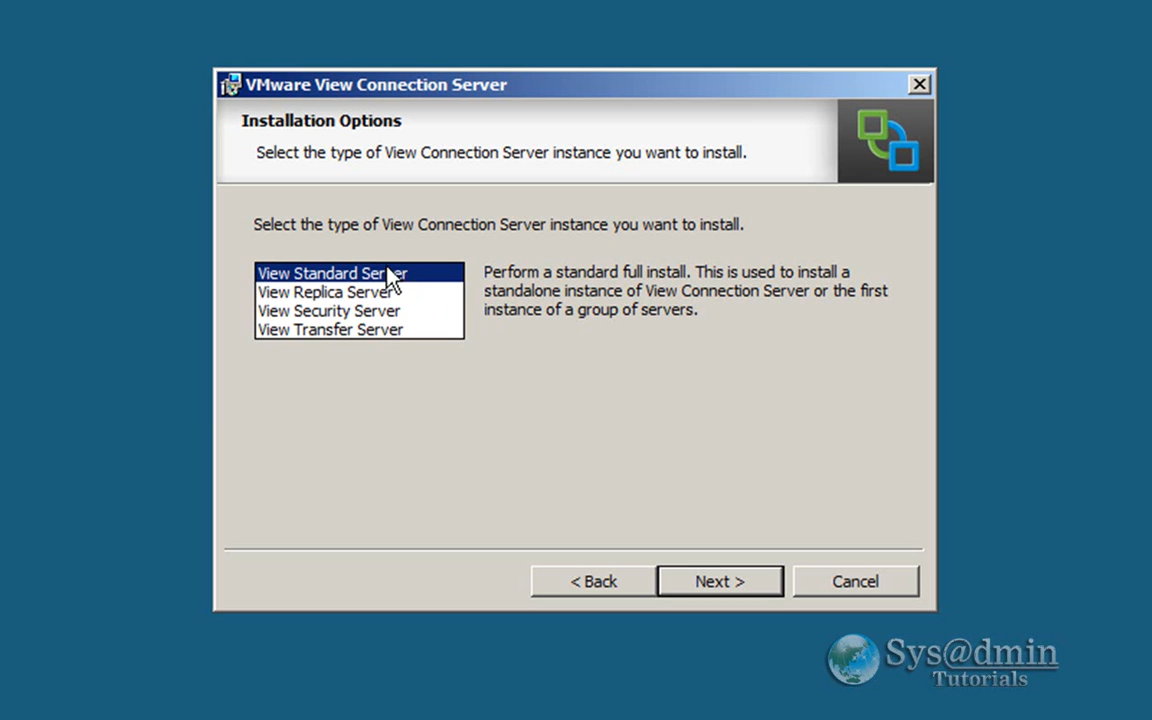 VMware View Connection Server
Installation Options
Select the type of View Connection Server instance you want to install.
Select the type of View Connection Server instance you want to install.
View Standard Server
View Replica Server
View Security Server
View Transfer Server
Perform a standard full install. This is used to install a
standalone instance of View Connection Server or the first
instance of a group of servers.
< Back
Next >
Cancel
Sys@dmin
Tutorials